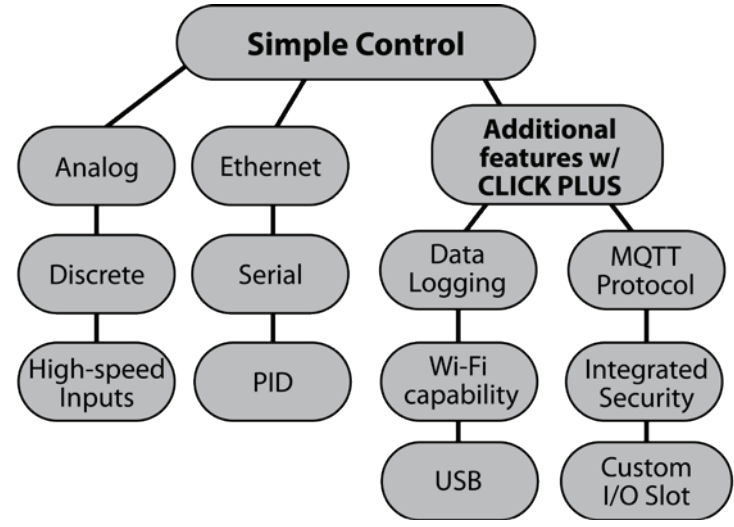 Simple Control
Analog
Discrete
High-speed
Inputs
Ethernet
Serial
PID
Additional
features w/
CLICK PLUS
Data
Logging
Wi-Fi
capability
USB
MQTT
Protocol
Integrated
Security
Custom
I/O Slot